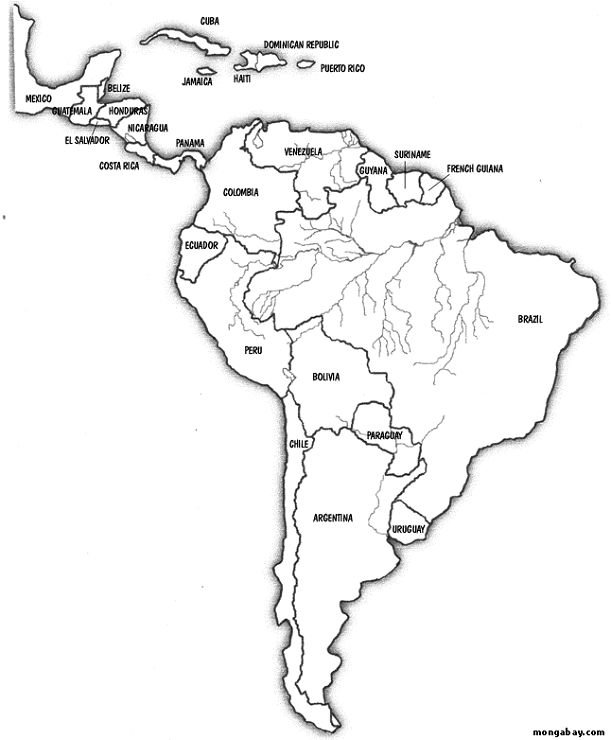 CUBA
DOMINICAN REPUBLIC
PUERTO RICO
JAMAICA
HAITI
BELIZE
MEXICO
GUATEMALA
HONDURAS
NICARAGUA
EL SALVADOR
PANAMA
COSTA RICA
VENEZUELA
SURINAME
GUYANA
FRENCH GUIANA
COLOMBIA
ECUADOR
BRAZIL
PERU
BOLIVIA
PARAGUAY
CHILE
ARGENTINA
URUGUAY
mongabay.com